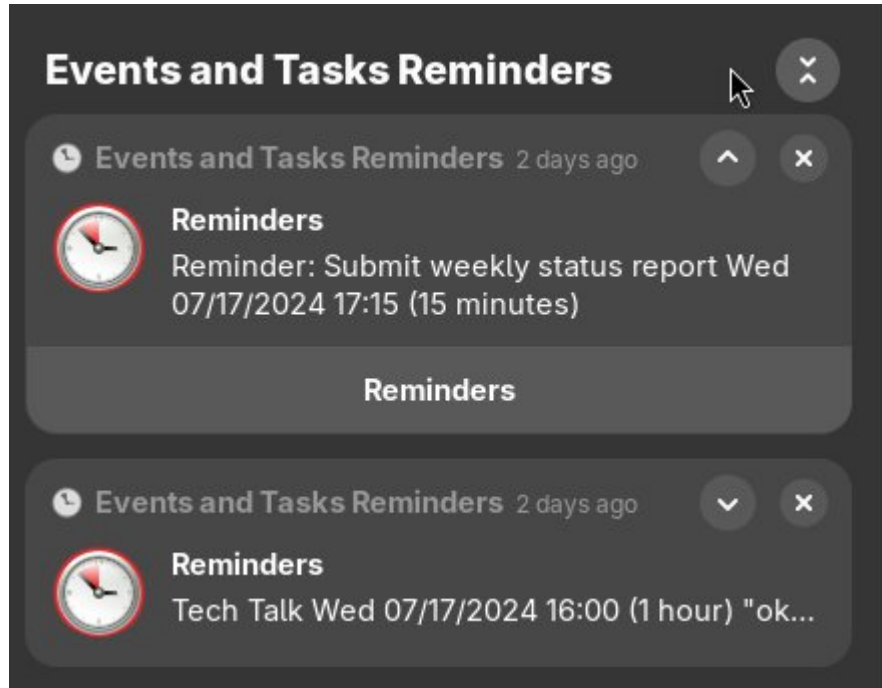 Events and Tasks Reminders
Events and Tasks Reminders 2 days ago
Reminders
Reminder: Submit weekly status report Wed
07/17/2024 17:15 (15 minutes)
Reminders
Events and Tasks Reminders 2 days ago
Reminders
Tech Talk Wed 07/17/2024 16:00 (1 hour) "ok...